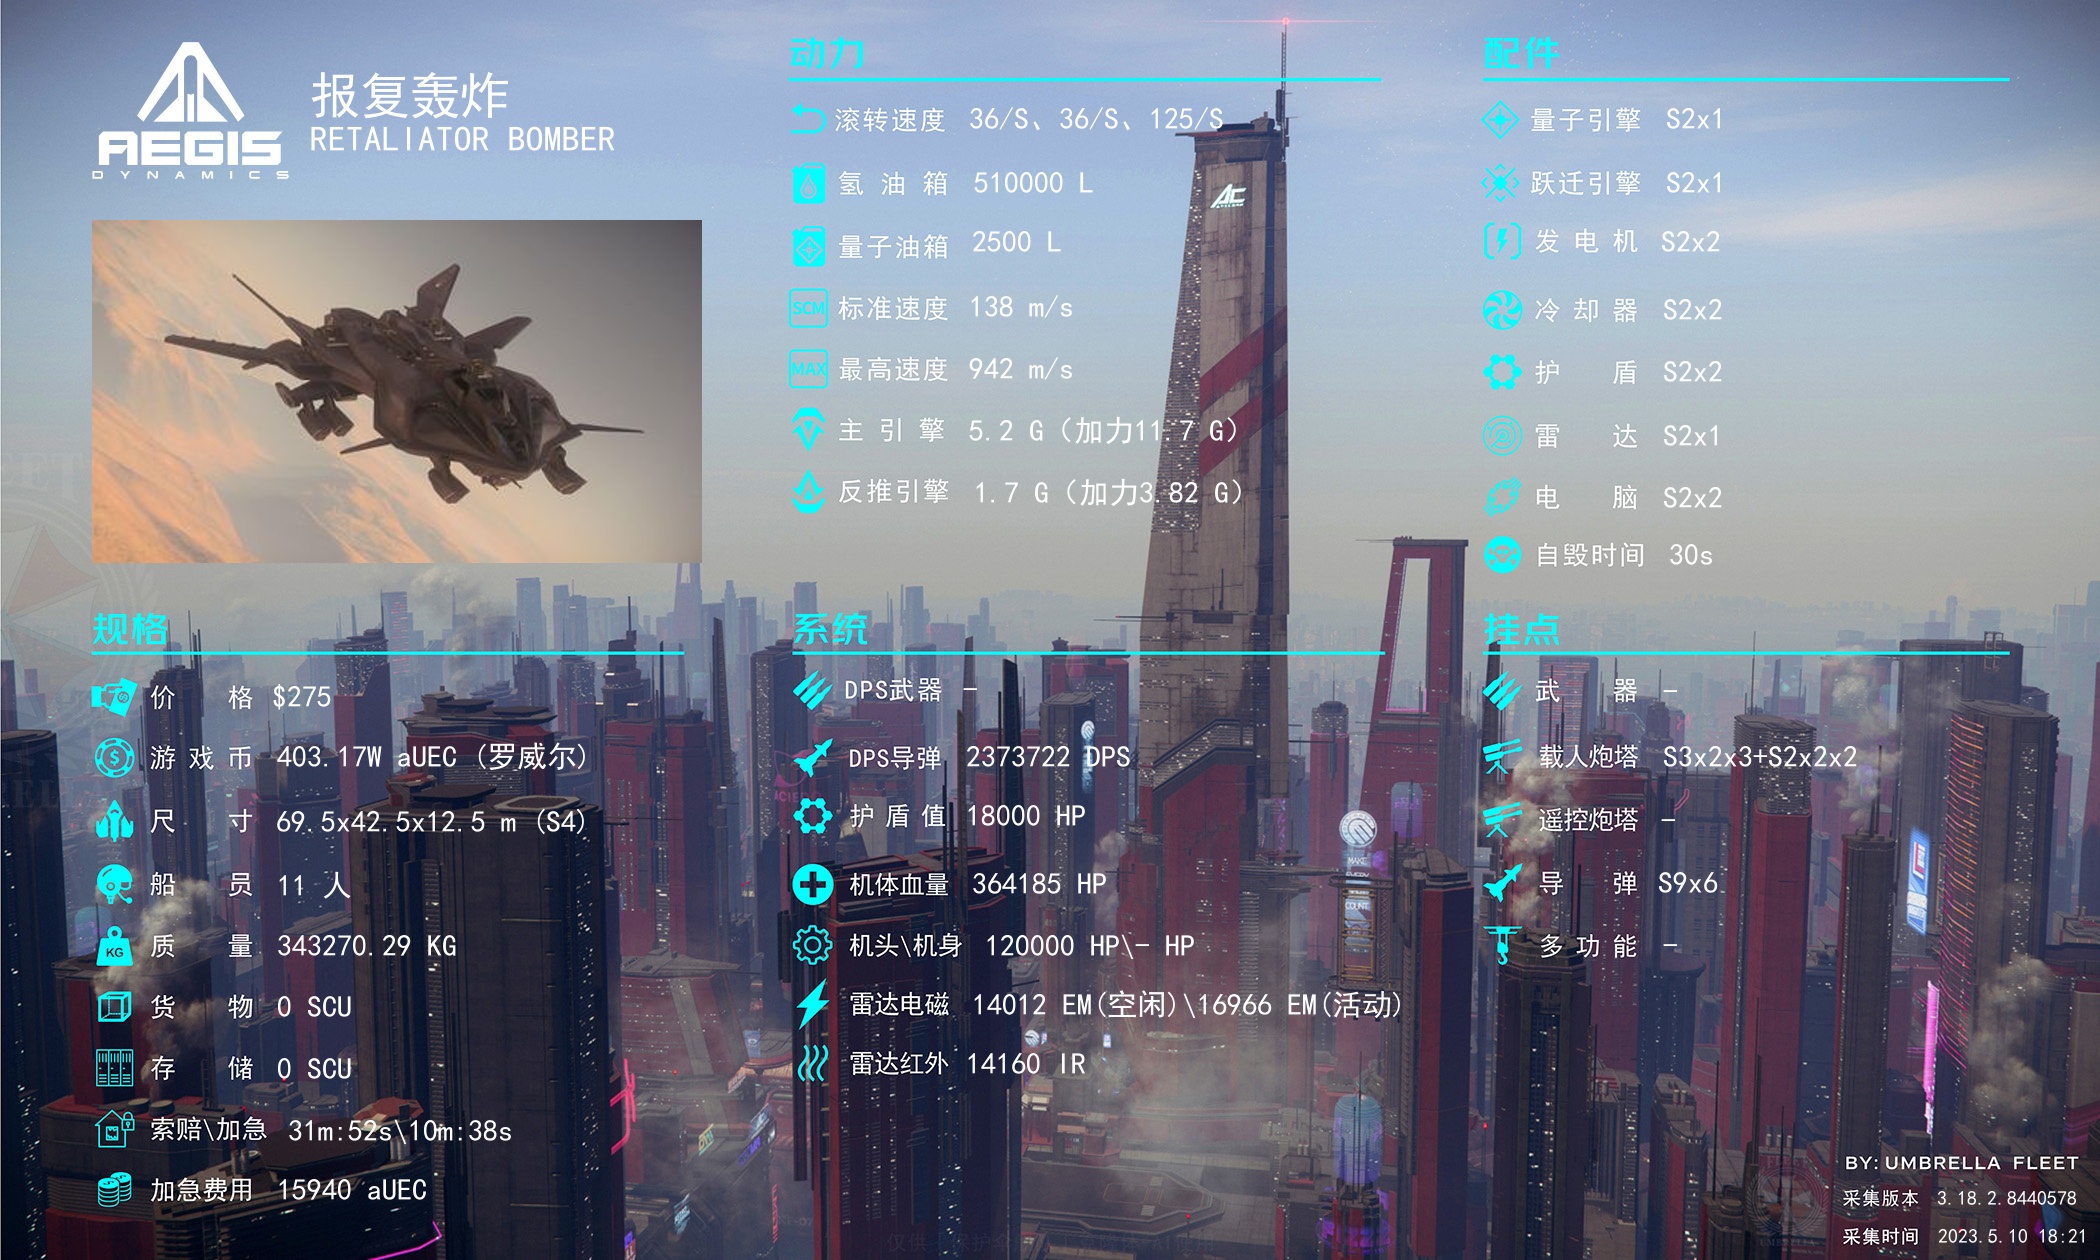 AEGIS
DYNAMICS
报复轰炸
RETALIATOR BOMBER
规格
价格 $275
游戏币 403.17W aUEC (罗威尔)
尺寸 69.5x42.5x12.5 m (S4)
船员 11 人
质量 343270.29 KG
货物 0 SCU
存储 0 SCU
索赔\加急 31m:52s\10m:38s
加急费用 15940 aUEC
动力
滚转速度 36/S、36/S、125/S
氢油箱 510000 L
量子油箱 2500 L
SCM 标准速度 138 m/s
MAX 最高速度 942 m/s
主引擎 5.2 G（加力11.7 G）
反推引擎 1.7 G（加力3.82 G）
系统
DPS武器 -
DPS导弹 2373722 DPS
护盾值 18000 HP
机体血量 364185 HP
机头\机身 120000 HP\- HP
雷达电磁 14012 EM(空闲)\16966 EM(活动)
雷达红外 14160 IR
配件
量子引擎 S2x1
跃迁引擎 S2x1
发电机 S2x2
冷却器 S2x2
护盾 S2x2
雷达 S2x1
电脑 S2x2
自毁时间 30s
挂点
武器 -
载人炮塔 S3x2x3+S2x2x2
遥控炮塔 -
导弹 S9x6
多功能 -
AC
MAKE
EVERY
COUNT
BY: UMBRELLA FLEET
采集版本 3.18.2.8440578
采集时间 2023.5.10 18:21